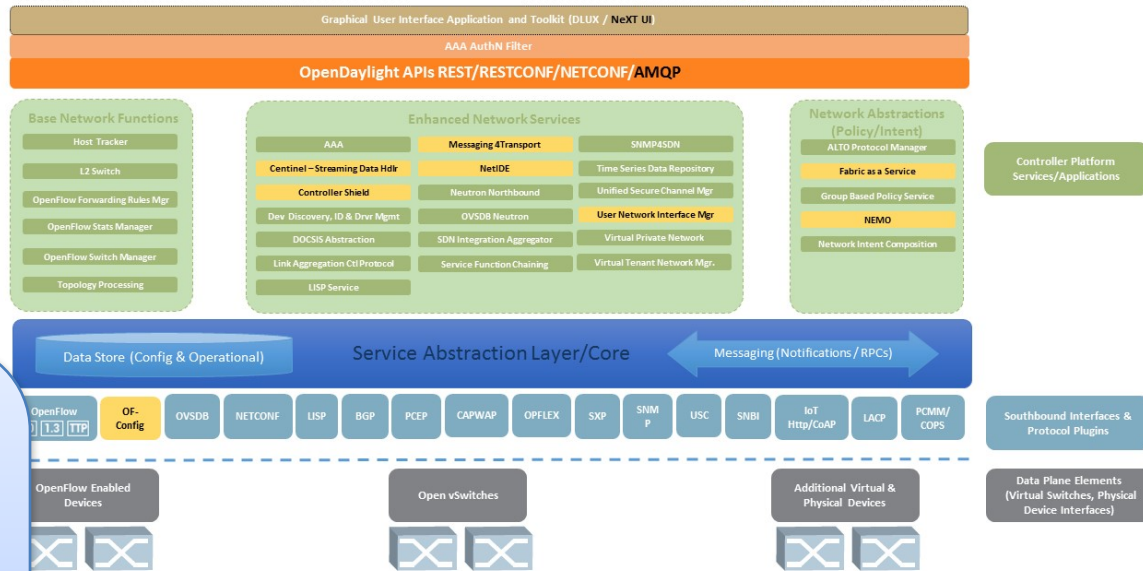 Graphical User Interface Application and Toolkit (DLUX / NeXT UI)
AAA AuthN Filter
OpenDaylight APIs REST/RESTCONF/NETCONF/AMQP
Base Network Functions
Host Tracker
L2 Switch
OpenFlow Forwarding Rules Mgr
OpenFlow Stats Manager
OpenFlow Switch Manager
Topology Processing
Enhanced Network Services
AAA
Centinel – Streaming Data Hdlr
Controller Shield
Dev Discovery, ID & Drvr Mgmt
DOCSIS Abstraction
Link Aggregation Ctl Protocol
LISP Service
Messaging 4Transport
NetIDE
Neutron Northbound
OVSDB Neutron
SDN Integration Aggregator
Service Function Chaining
SNMP4SDN
Time Series Data Repository
Unified Secure Channel Mgr
User Network Interface Mgr
Virtual Private Network
Virtual Tenant Network Mgr.
Network Abstractions
(Policy/Intent)
ALTO Protocol Manager
Fabric as a Service
Group Based Policy Service
NEMO
Network Intent Composition
Controller Platform
Services/Applications
Data Store (Config & Operational)
Service Abstraction Layer/Core
Messaging (Notifications / RPCs)
OpenFlow
1.3 TTP
OF-
Config
OVSDB
NETCONF
LISP
BGP
PCEP
CAPWAP
OPFLEX
SXP
SNM
P
USC
SNBI
IoT
Http/CoAP
LACP
PCMM/
COPS
Southbound Interfaces &
Protocol Plugins
OpenFlow Enabled
Devices
Open vSwitches
Additional Virtual &
Physical Devices
Data Plane Elements
(Virtual Switches, Physical
Device Interfaces)